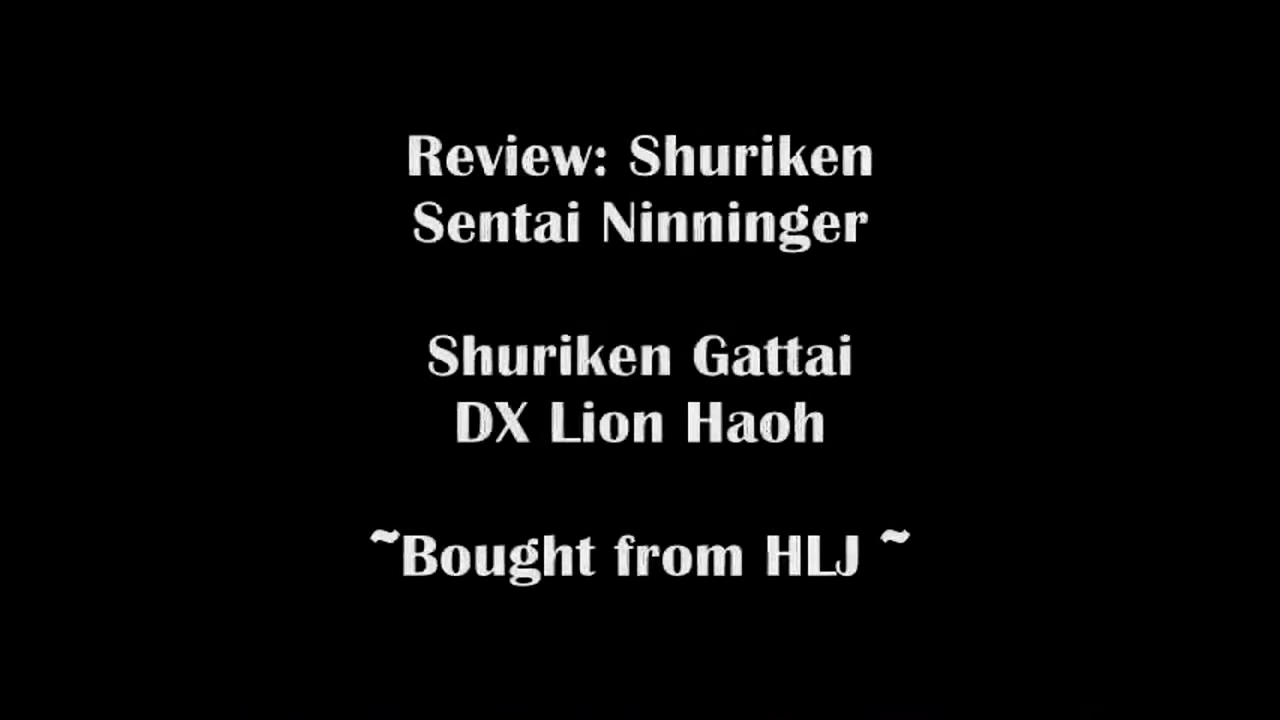 Review: Shuriken
Sentai Ninninger
Shuriken Gattai
DX Lion Haoh
~Bought from HLJ ~